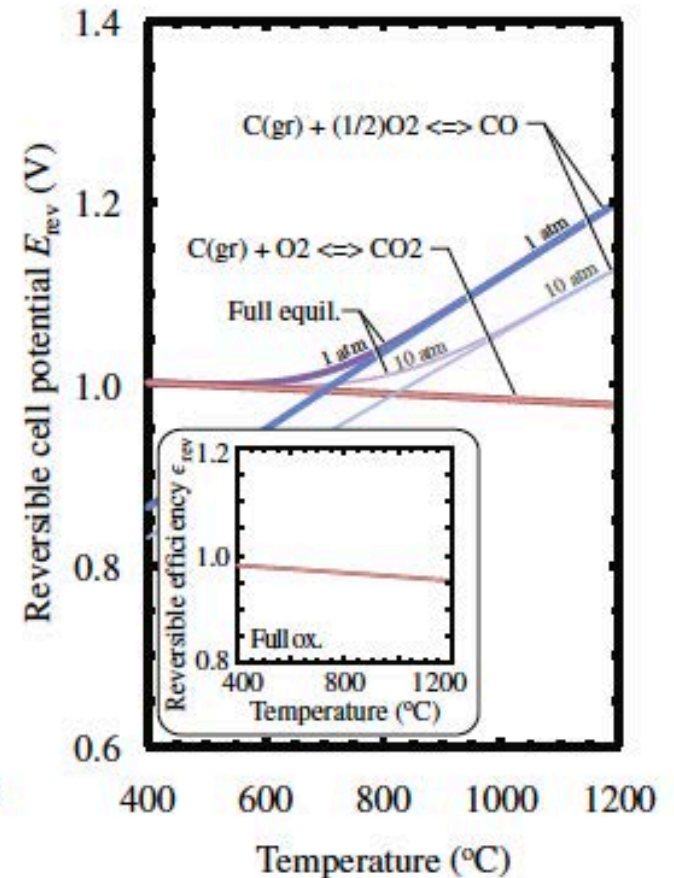 1.4
1.2
1.0
0.8
0.6
Reversible cell potential E_rev (V)
C(gr) + (1/2)O2 <=> CO
1 atm
C(gr) + O2 <=> CO2
10 atm
Full equil.
1 atm
10 atm
Reversible efficiency ϵ_rev
1.2
1.0
0.8
Full ox.
400 800 1200
Temperature (°C)
400 600 800 1000 1200
Temperature (°C)